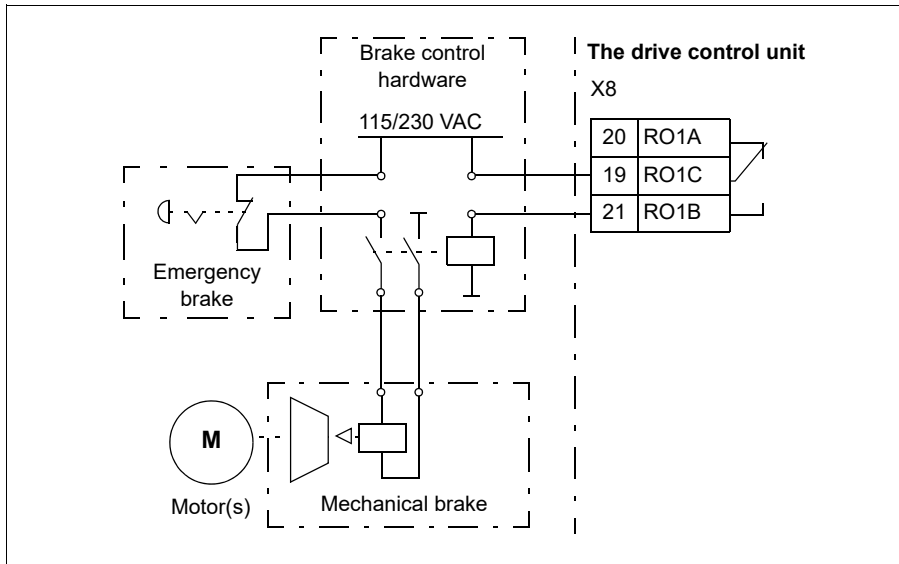 Brake control
hardware
115/230 VAC
The drive control unit
X8
20 RO1A
19 RO1C
21 RO1B
Emergency
brake
M
Motor(s)
Mechanical brake